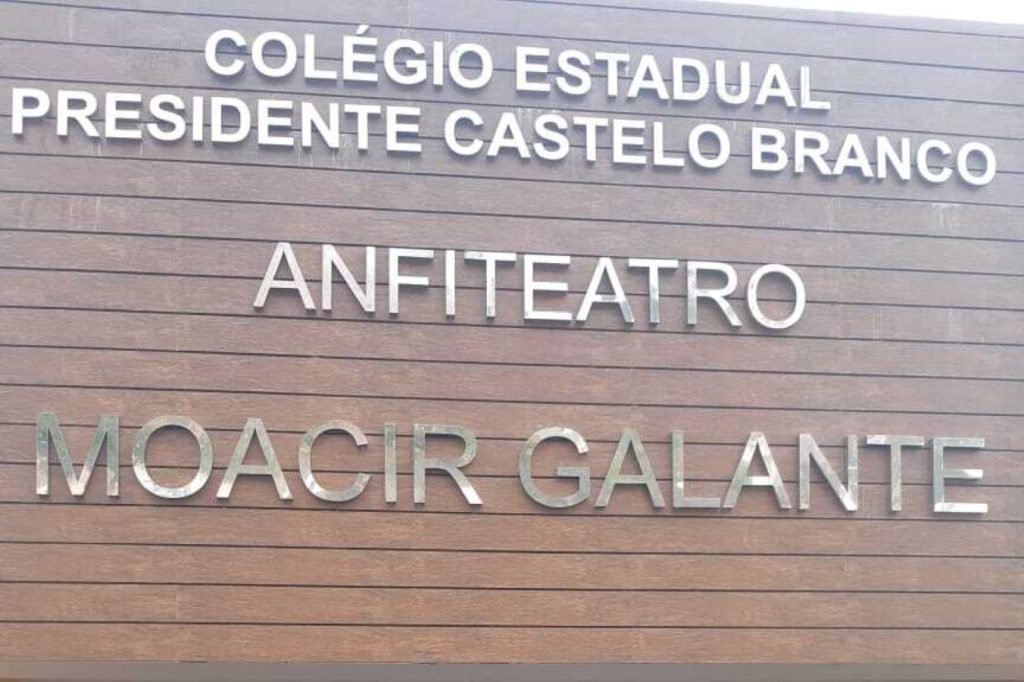 COLÉGIO ESTADUAL
PRESIDENTE CASTELO BRANCO
ANFITEATRO
MOACIR GALANTE